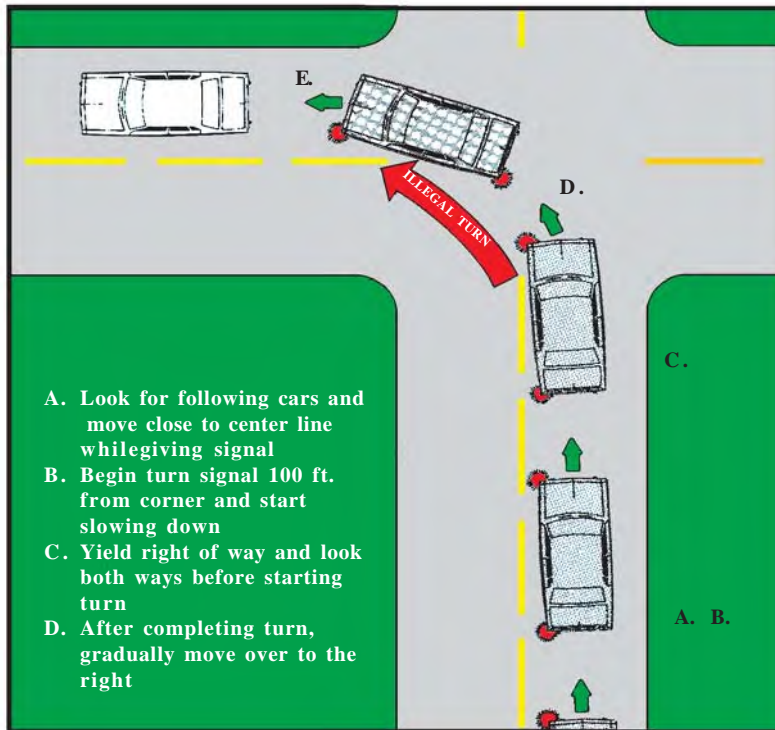 E.
ILLEGAL TURN
D.
C.
A. Look for following cars and
move close to center line
whilegiving signal
B. Begin turn signal 100 ft.
from corner and start
slowing down
C. Yield right of way and look
both ways before starting
turn
D. After completing turn,
gradually move over to the
right
A. B.